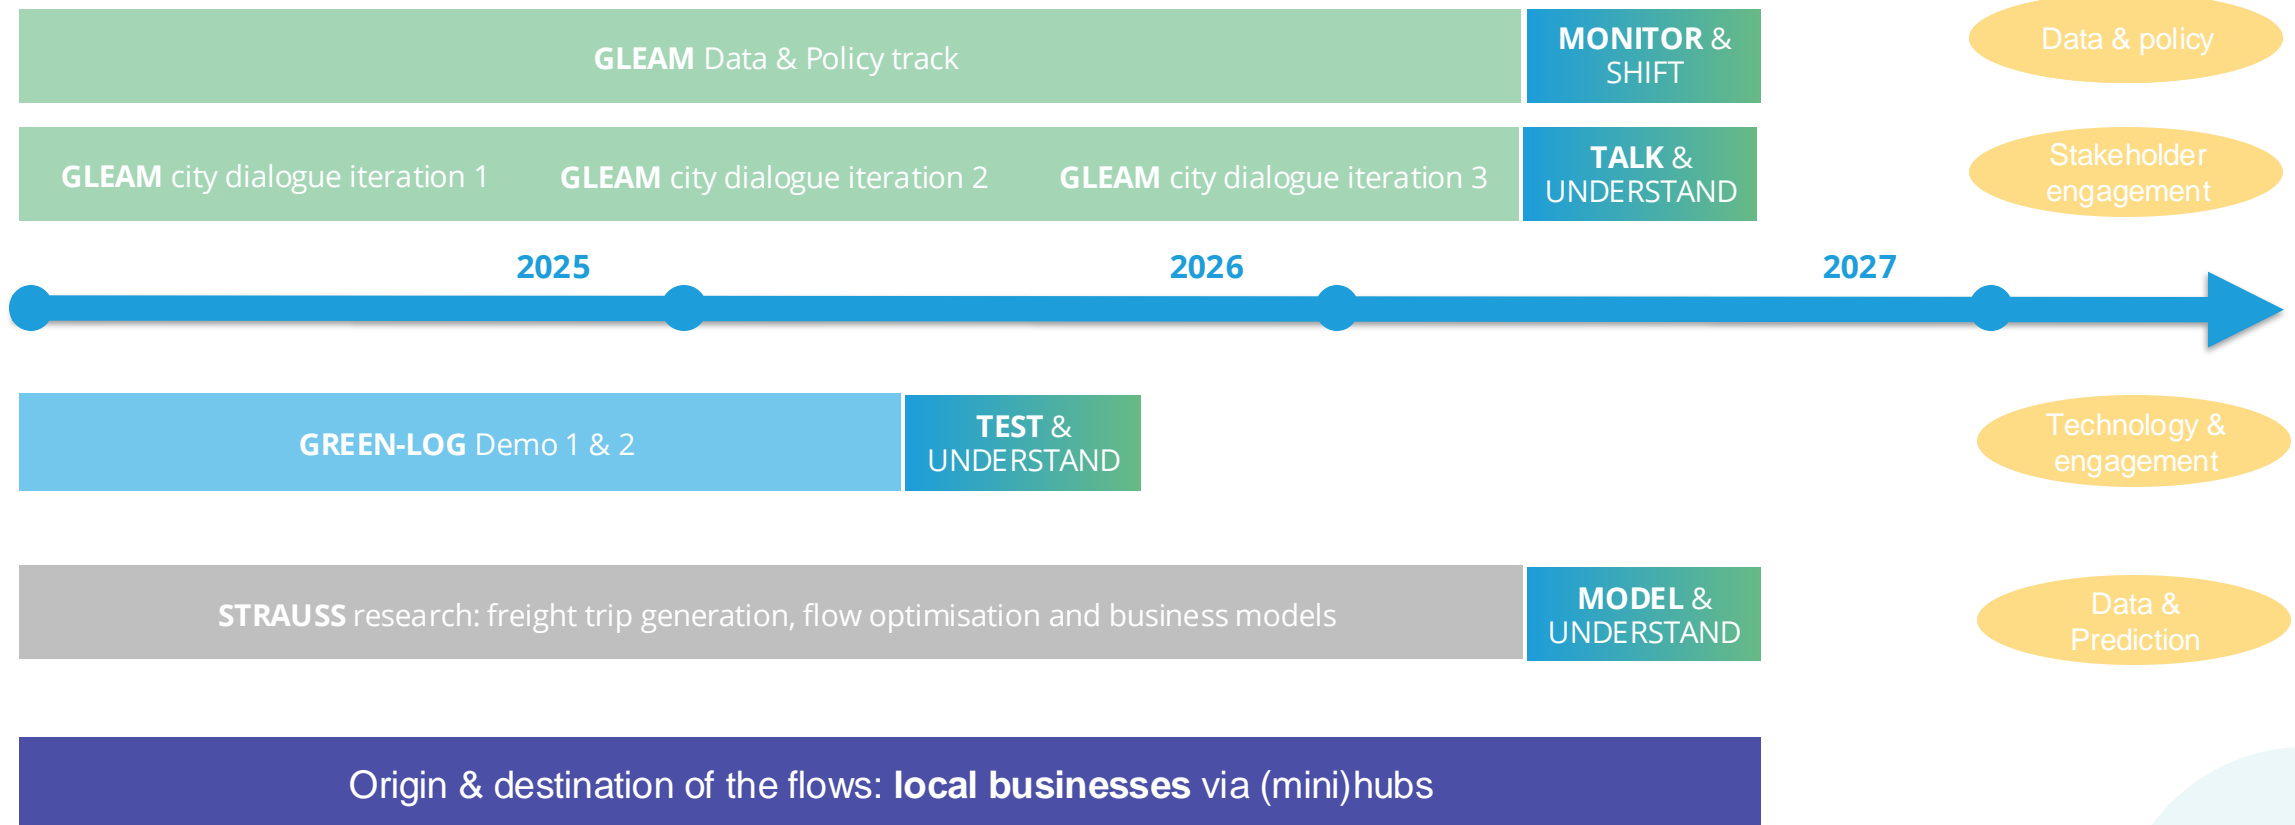 GLEAM Data & Policy track
MONITOR &
SHIFT
Data & policy
GLEAM city dialogue iteration 1
GLEAM city dialogue iteration 2
GLEAM city dialogue iteration 3
TALK &
UNDERSTAND
Stakeholder
engagement
2025
2026
2027
GREEN-LOG Demo 1 & 2
TEST &
UNDERSTAND
Technology &
engagement
STRAUSS research: freight trip generation, flow optimisation and business models
MODEL &
UNDERSTAND
Data &
Prediction
Origin & destination of the flows: local businesses via (mini)hubs